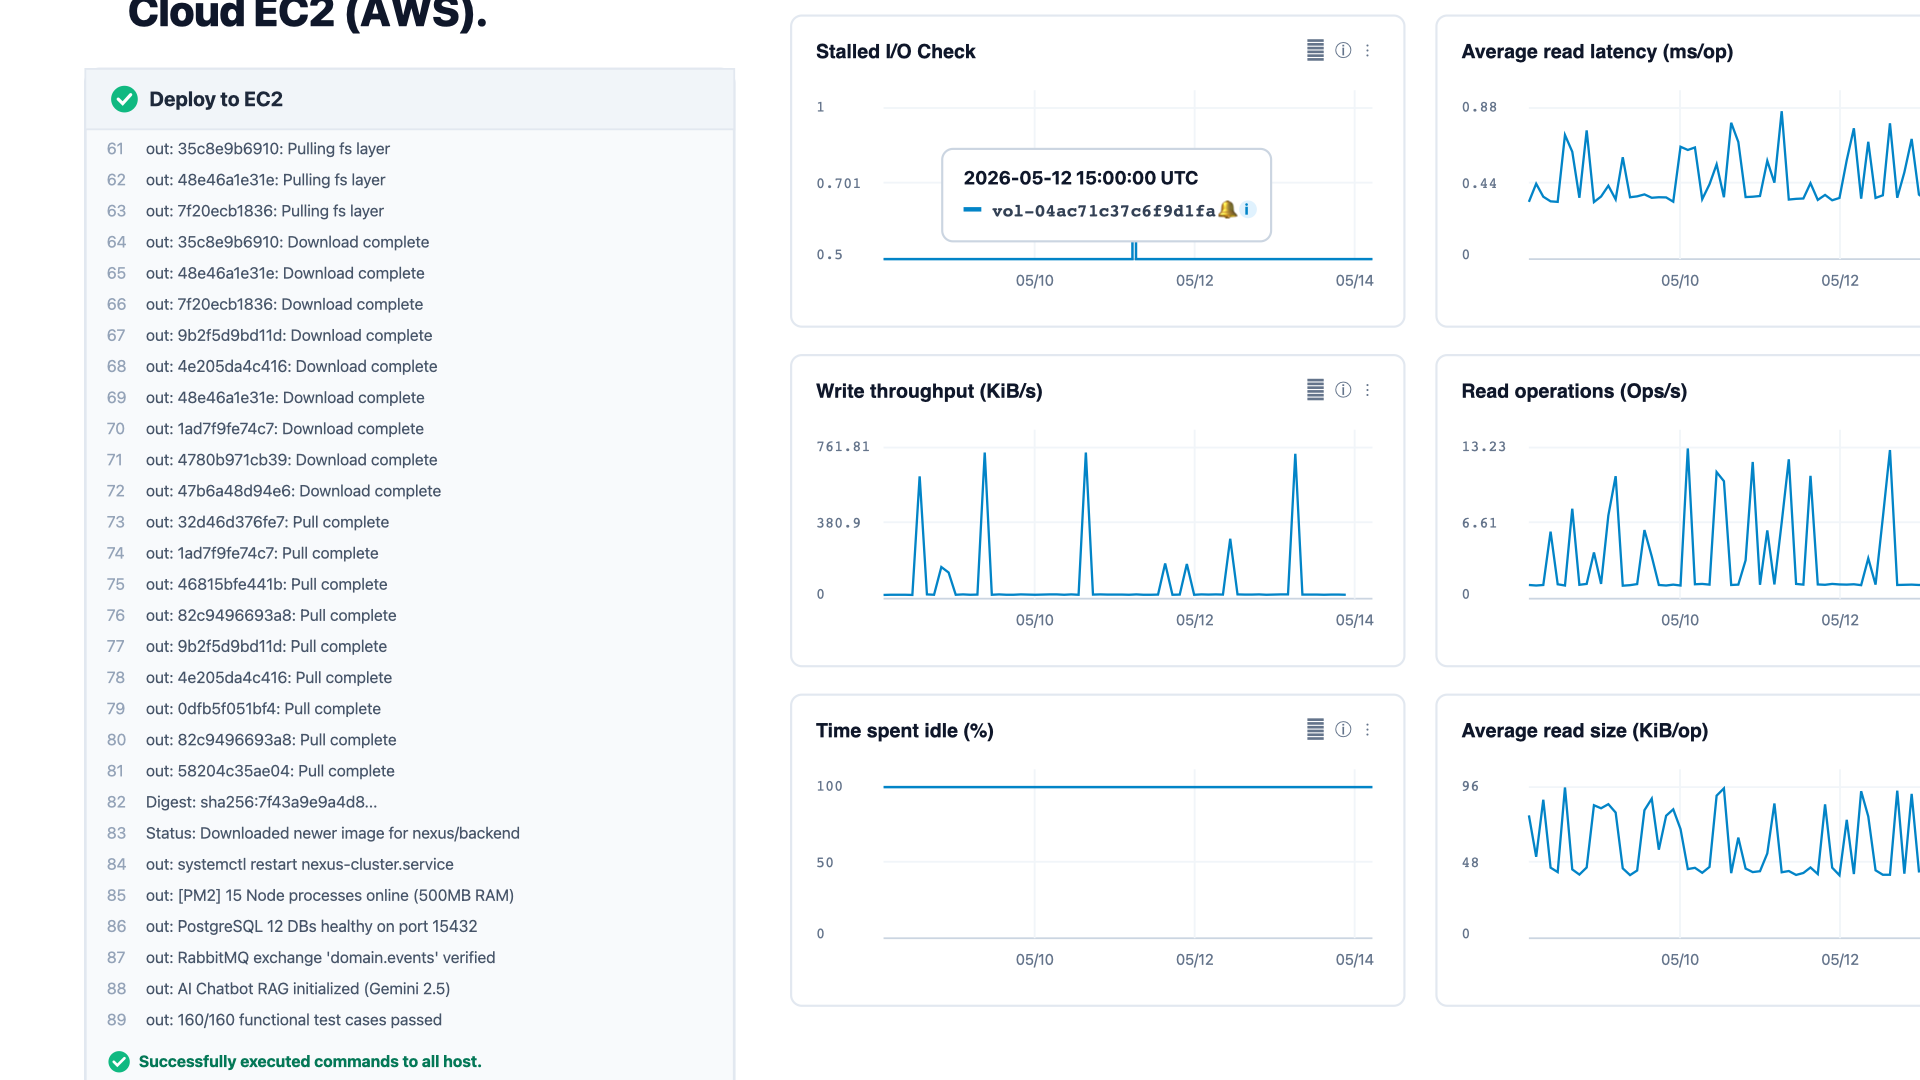 Cloud EC2 (AWS).
Deploy to EC2
61 out: 35c8e9b6910: Pulling fs layer
62 out: 48e46a1e31e: Pulling fs layer
63 out: 7f20ecb1836: Pulling fs layer
64 out: 35c8e9b6910: Download complete
65 out: 48e46a1e31e: Download complete
66 out: 7f20ecb1836: Download complete
67 out: 9b2f5d9bd11d: Download complete
68 out: 4e205da4c416: Download complete
69 out: 48e46a1e31e: Download complete
70 out: 1ad7f9fe74c7: Download complete
71 out: 4780b971cb39: Download complete
72 out: 47b6a48d94e6: Download complete
73 out: 32d46d376fe7: Pull complete
74 out: 1ad7f9fe74c7: Pull complete
75 out: 46815bfe441b: Pull complete
76 out: 82c9496693a8: Pull complete
77 out: 9b2f5d9bd11d: Pull complete
78 out: 4e205da4c416: Pull complete
79 out: 0dfb5f051bf4: Pull complete
80 out: 82c9496693a8: Pull complete
81 out: 58204c35ae04: Pull complete
82 Digest: sha256:7f43a9e9a4d8...
83 Status: Downloaded newer image for nexus/backend
84 out: systemctl restart nexus-cluster.service
85 out: [PM2] 15 Node processes online (500MB RAM)
86 out: PostgreSQL 12 DBs healthy on port 15432
87 out: RabbitMQ exchange 'domain.events' verified
88 out: AI Chatbot RAG initialized (Gemini 2.5)
89 out: 160/160 functional test cases passed
Successfully executed commands to all host.
Stalled I/O Check
1
0.701
0.5
2026-05-12 15:00:00 UTC
vol-04ac71c37c6f9d1fa
05/10 05/12 05/14
Average read latency (ms/op)
0.88
0.44
0
05/10 05/12
Write throughput (KiB/s)
761.81
380.9
0
05/10 05/12 05/14
Read operations (Ops/s)
13.23
6.61
0
05/10 05/12
Time spent idle (%)
100
50
0
05/10 05/12 05/14
Average read size (KiB/op)
96
48
0
05/10 05/12